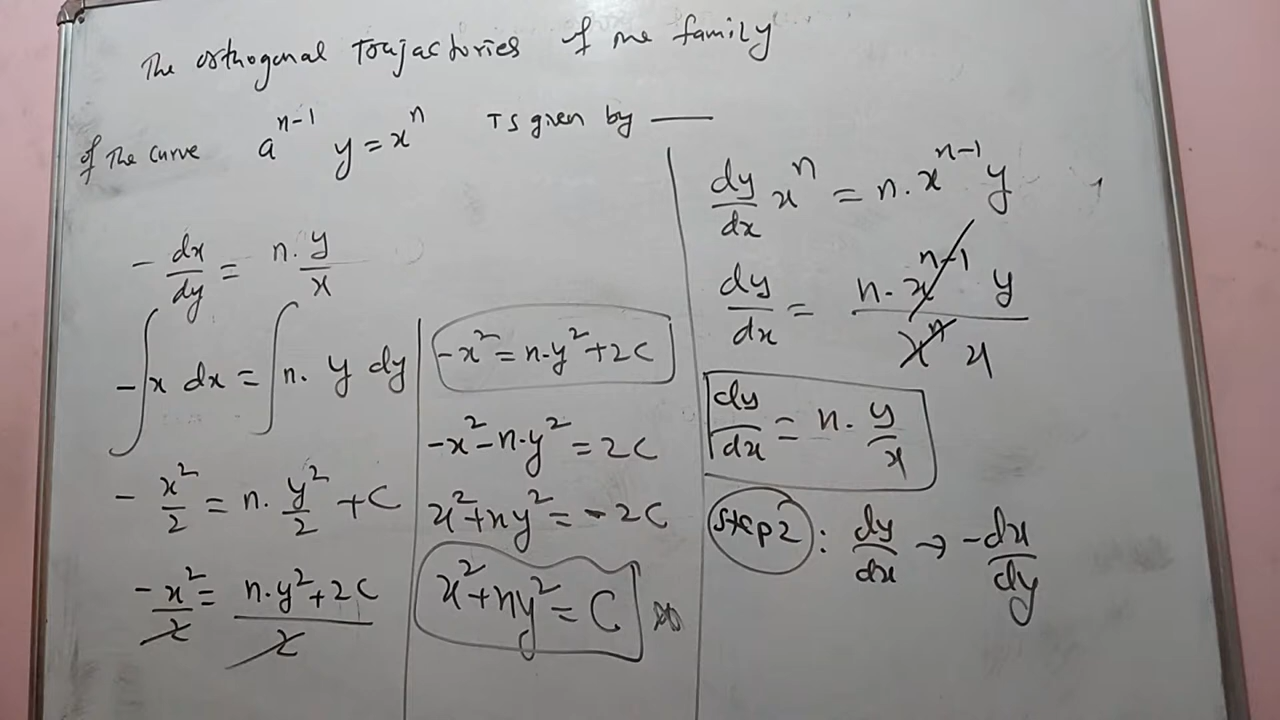 The orthogonal Trajactories of the family
of The curve a^{n-1} y = x^n Is given by —
- dx/dy = n. y/x
-∫x dx = ∫n. y dy
- x²/2 = n. y²/2 + C
-x²/2 = (n.y²+2C)/2
-x² = n.y²+2C
-x²-n.y² = 2C
x²+ny² = -2C
x²+ny² = C
dy/dx x^n = n.x^{n-1} y
dy/dx = n.x^{n-1} y / x^n x
dy/dx = n. y/x
Step 2 : dy/dx → -dx/dy